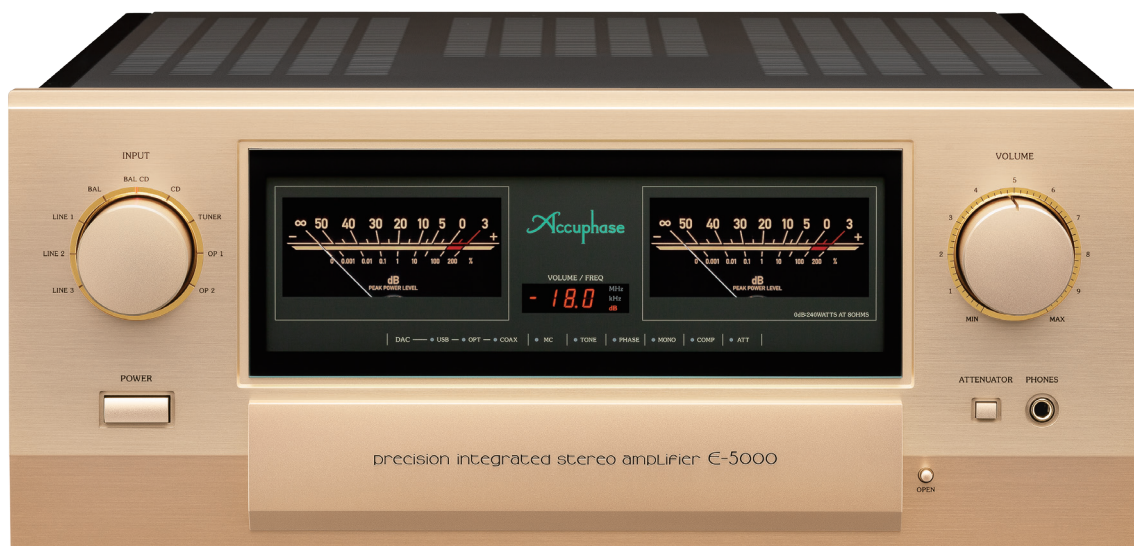 INPUT
BAL CD
BAL
CD
LINE 1
TUNER
LINE 2
OP 1
LINE 3
OP 2
POWER
∞ 50 40 30 20 10 5 0 3
- +
0 0.001 0.01 0.1 1 10 100 200 %
dB
PEAK POWER LEVEL
Accuphase
VOLUME / FREQ
-18.0
MHz
kHz
dB
∞ 50 40 30 20 10 5 0 3
- +
0 0.001 0.01 0.1 1 10 100 200 %
dB
PEAK POWER LEVEL
0dB=240WATTS AT 8OHMS
DAC USB OPT COAX MC TONE PHASE MONO COMP ATT
VOLUME
5
4 6
3 7
2 8
1 9
MIN MAX
ATTENUATOR PHONES
precision integrated stereo amplifier E-5000
OPEN